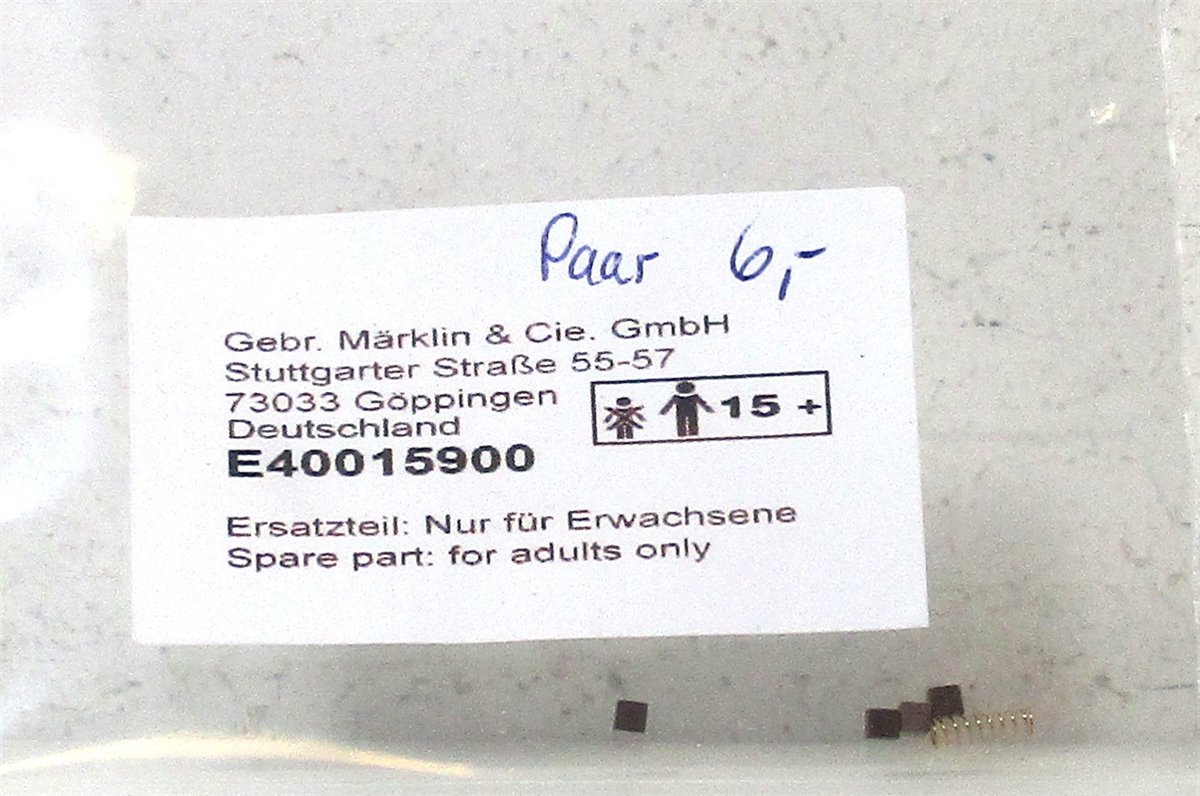 Paar 6,-
Gebr. Märklin & Cie. GmbH
Stuttgarter Straße 55-57
73033 Göppingen
Deutschland
15 +
E40015900
Ersatzteil: Nur für Erwachsene
Spare part: for adults only